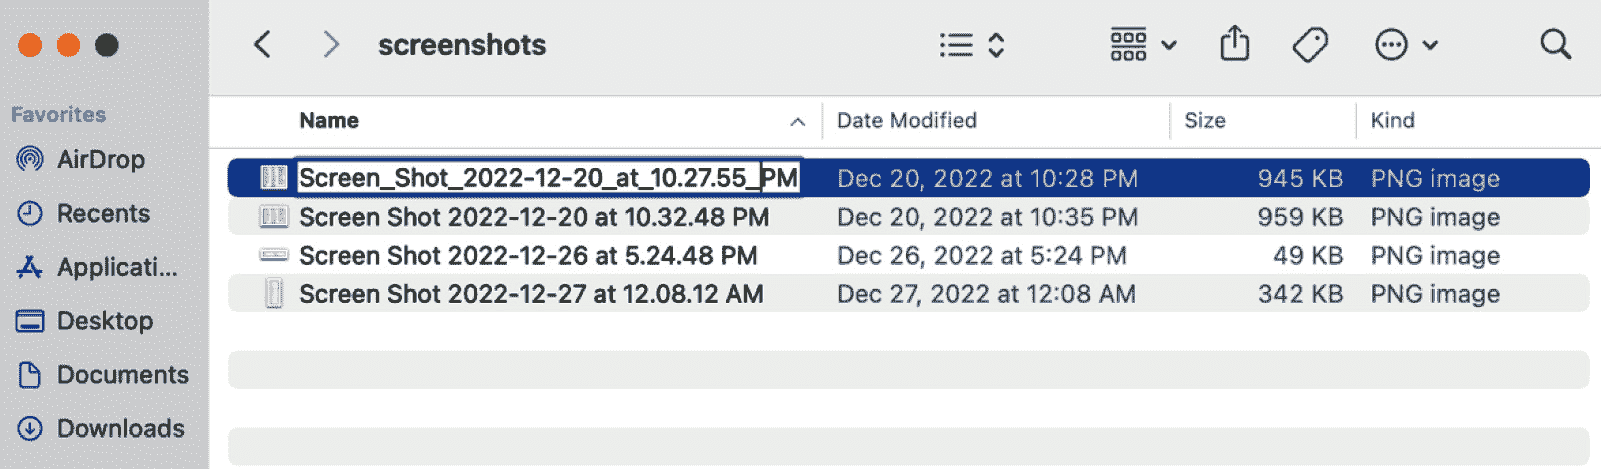 screenshots
Favorites
AirDrop
Recents
Applicati...
Desktop
Documents
Downloads
Name Date Modified Size Kind
Screen_Shot_2022-12-20_at_10.27.55_PM Dec 20, 2022 at 10:28 PM 945 KB PNG image
Screen Shot 2022-12-20 at 10.32.48 PM Dec 20, 2022 at 10:35 PM 959 KB PNG image
Screen Shot 2022-12-26 at 5.24.48 PM Dec 26, 2022 at 5:24 PM 49 KB PNG image
Screen Shot 2022-12-27 at 12.08.12 AM Dec 27, 2022 at 12:08 AM 342 KB PNG image